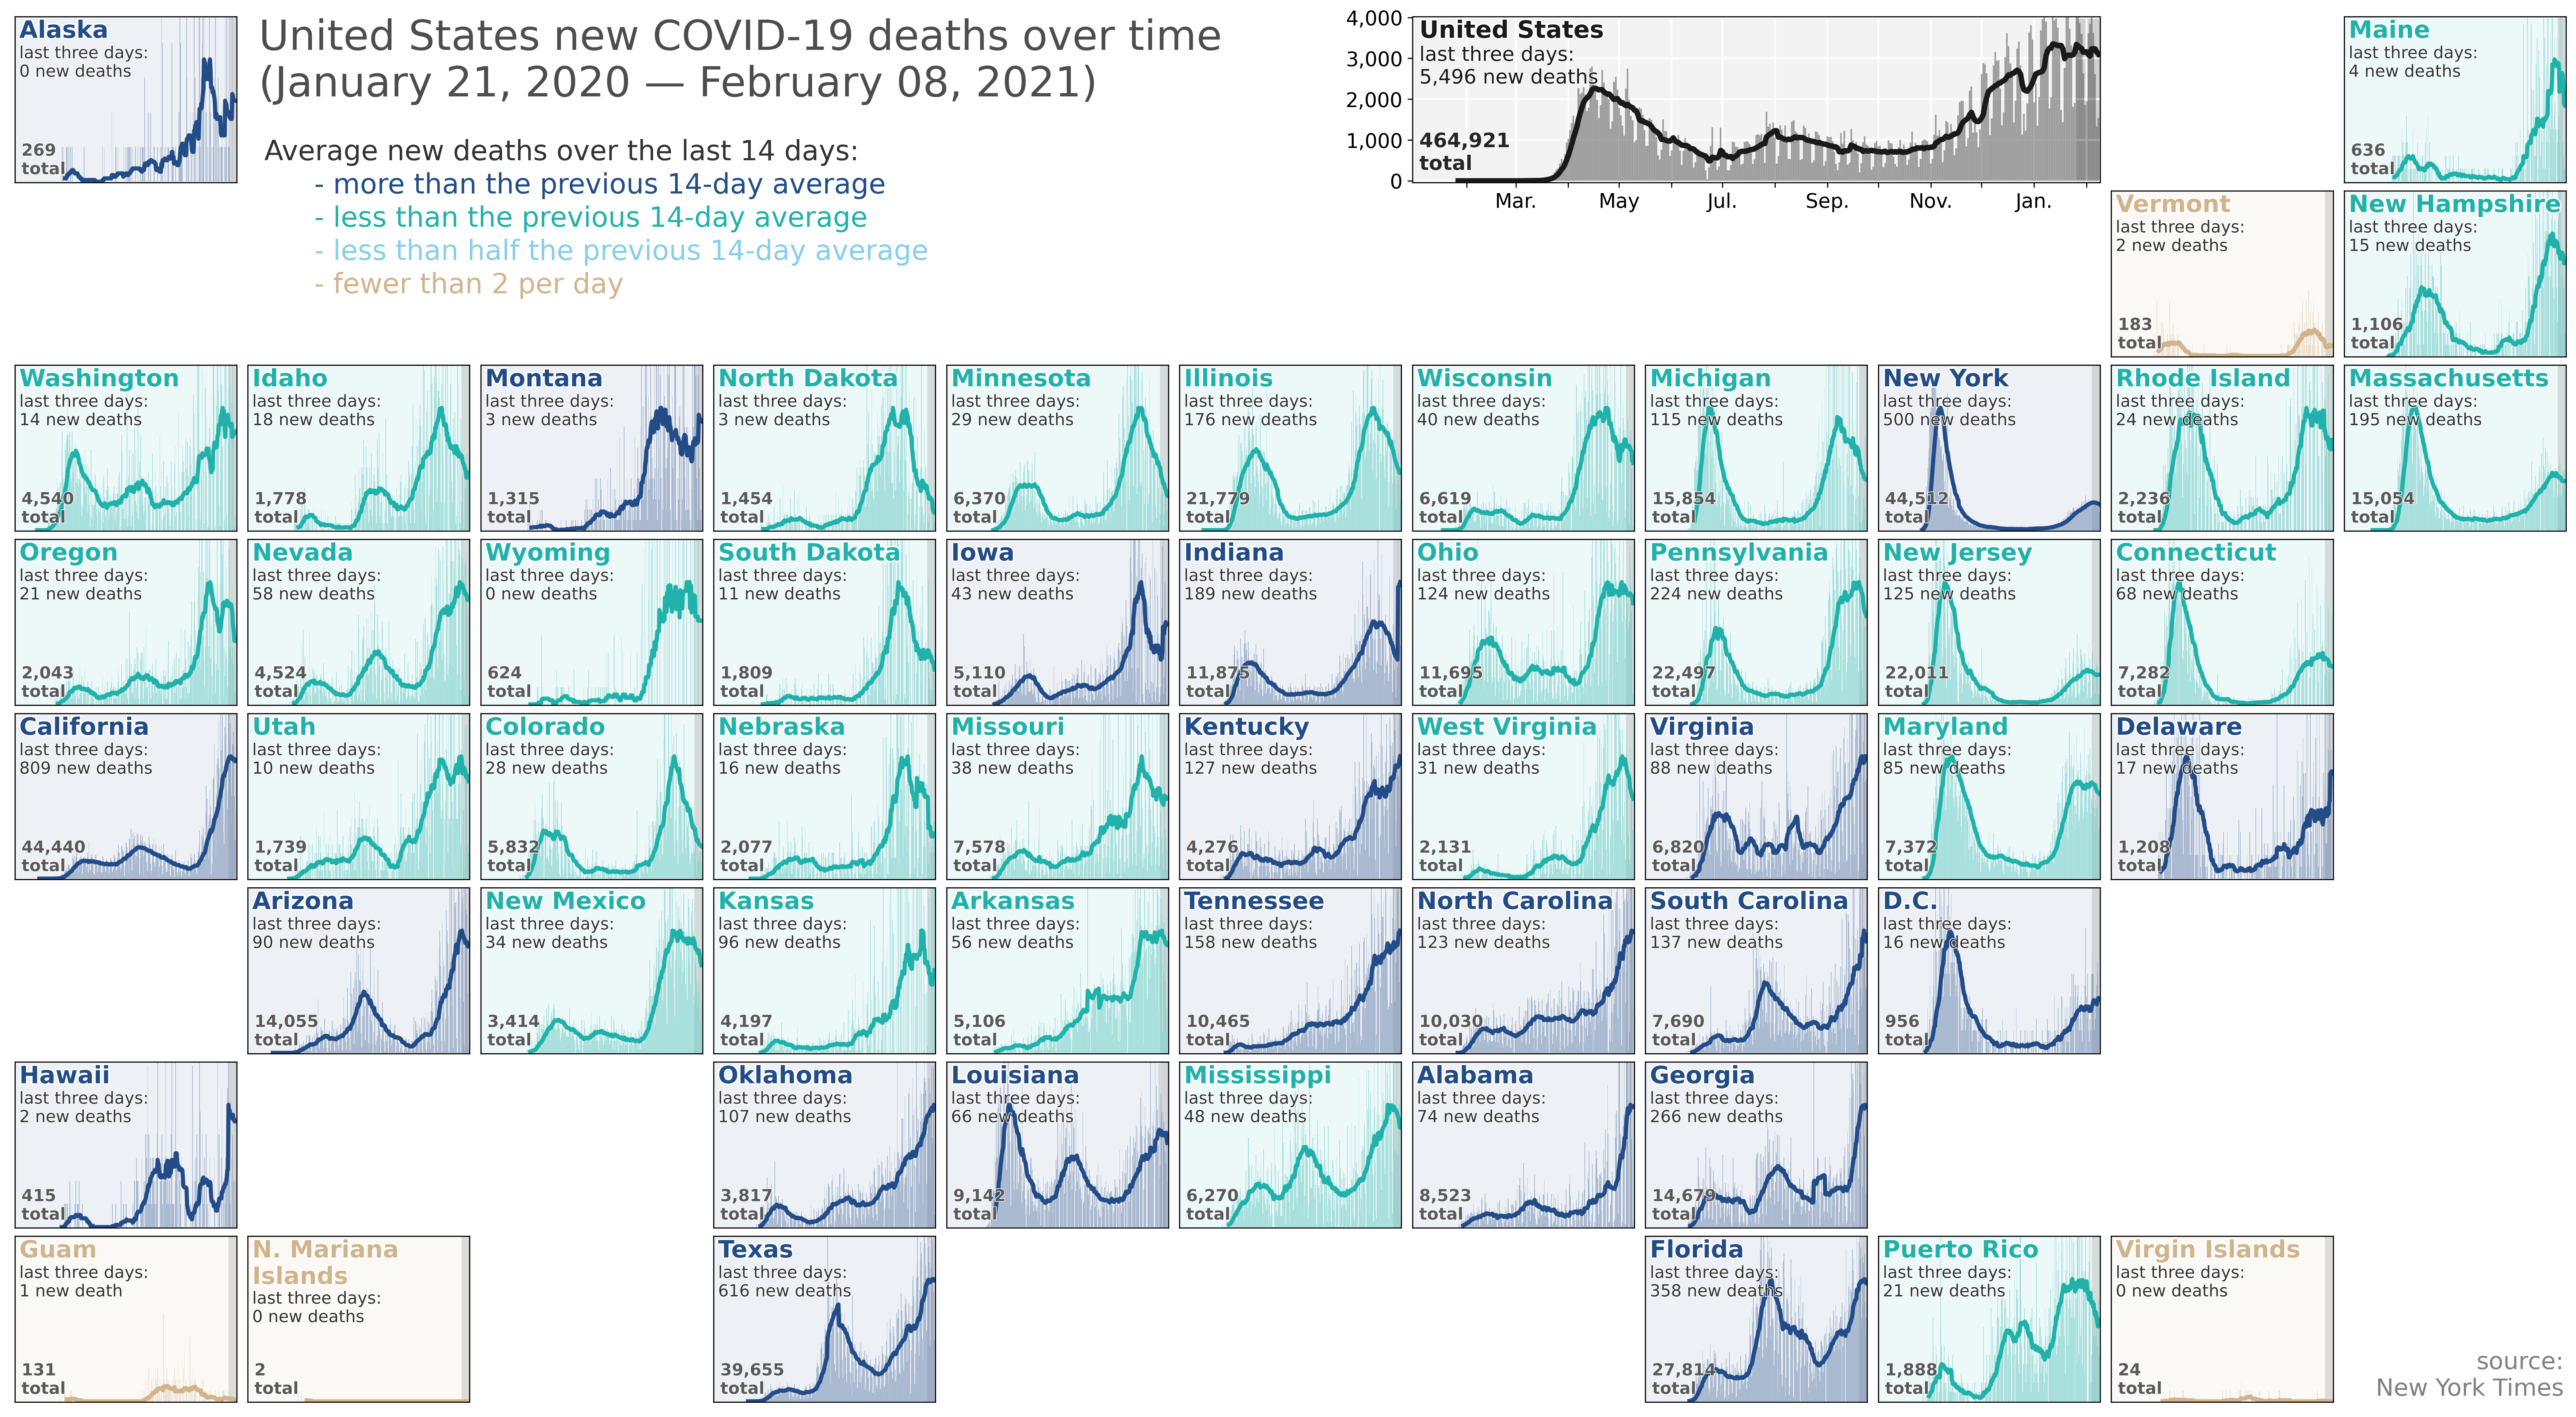 Alaska
last three days:
0 new deaths
269
total
United States new COVID-19 deaths over time
(January 21, 2020 — February 08, 2021)
Average new deaths over the last 14 days:
- more than the previous 14-day average
- less than the previous 14-day average
- less than half the previous 14-day average
- fewer than 2 per day
4,000
3,000
2,000
1,000
0
United States
last three days:
5,496 new deaths
464,921
total
Mar. May Jul. Sep. Nov. Jan.
Maine
last three days:
4 new deaths
636
total
Vermont
last three days:
2 new deaths
183
total
New Hampshire
last three days:
15 new deaths
1,106
total
Washington
last three days:
14 new deaths
4,540
total
Idaho
last three days:
18 new deaths
1,778
total
Montana
last three days:
3 new deaths
1,315
total
North Dakota
last three days:
3 new deaths
1,454
total
Minnesota
last three days:
29 new deaths
6,370
total
Illinois
last three days:
176 new deaths
21,779
total
Wisconsin
last three days:
40 new deaths
6,619
total
Michigan
last three days:
115 new deaths
15,854
total
New York
last three days:
500 new deaths
44,512
total
Rhode Island
last three days:
24 new deaths
2,236
total
Massachusetts
last three days:
195 new deaths
15,054
total
Oregon
last three days:
21 new deaths
2,043
total
Nevada
last three days:
58 new deaths
4,524
total
Wyoming
last three days:
0 new deaths
624
total
South Dakota
last three days:
11 new deaths
1,809
total
Iowa
last three days:
43 new deaths
5,110
total
Indiana
last three days:
189 new deaths
11,875
total
Ohio
last three days:
124 new deaths
11,695
total
Pennsylvania
last three days:
224 new deaths
22,497
total
New Jersey
last three days:
125 new deaths
22,011
total
Connecticut
last three days:
68 new deaths
7,282
total
California
last three days:
809 new deaths
44,440
total
Utah
last three days:
10 new deaths
1,739
total
Colorado
last three days:
28 new deaths
5,832
total
Nebraska
last three days:
16 new deaths
2,077
total
Missouri
last three days:
38 new deaths
7,578
total
Kentucky
last three days:
127 new deaths
4,276
total
West Virginia
last three days:
31 new deaths
2,131
total
Virginia
last three days:
88 new deaths
6,820
total
Maryland
last three days:
85 new deaths
7,372
total
Delaware
last three days:
17 new deaths
1,208
total
Arizona
last three days:
90 new deaths
14,055
total
New Mexico
last three days:
34 new deaths
3,414
total
Kansas
last three days:
96 new deaths
4,197
total
Arkansas
last three days:
56 new deaths
5,106
total
Tennessee
last three days:
158 new deaths
10,465
total
North Carolina
last three days:
123 new deaths
10,030
total
South Carolina
last three days:
137 new deaths
7,690
total
D.C.
last three days:
16 new deaths
956
total
Hawaii
last three days:
2 new deaths
415
total
Oklahoma
last three days:
107 new deaths
3,817
total
Louisiana
last three days:
66 new deaths
9,142
total
Mississippi
last three days:
48 new deaths
6,270
total
Alabama
last three days:
74 new deaths
8,523
total
Georgia
last three days:
266 new deaths
14,679
total
Guam
last three days:
1 new death
131
total
N. Mariana
Islands
last three days:
0 new deaths
2
total
Texas
last three days:
616 new deaths
39,655
total
Florida
last three days:
358 new deaths
27,814
total
Puerto Rico
last three days:
21 new deaths
1,888
total
Virgin Islands
last three days:
0 new deaths
24
total
source:
New York Times